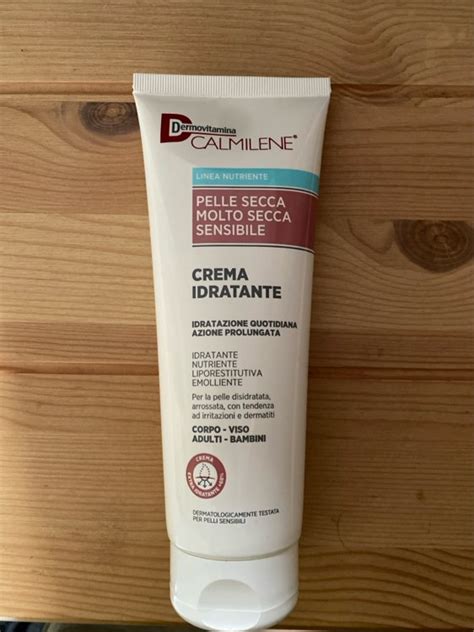 Dermovitamina
CALMILENE®
LINEA NUTRIENTE
PELLE SECCA
MOLTO SECCA
SENSIBILE
CREMA
IDRATANTE
IDRATAZIONE QUOTIDIANA
AZIONE PROLUNGATA
IDRATANTE
NUTRIENTE
LIPORESTITUTIVA
EMOLLIENTE
Per la pelle disidratata,
arrossata, con tendenza
ad irritazioni e dermatiti
CORPO - VISO
ADULTI - BAMBINI
CREMA
EXTRA IDRATANTE
DERMATOLOGICAMENTE TESTATA
PER PELLI SENSIBILI